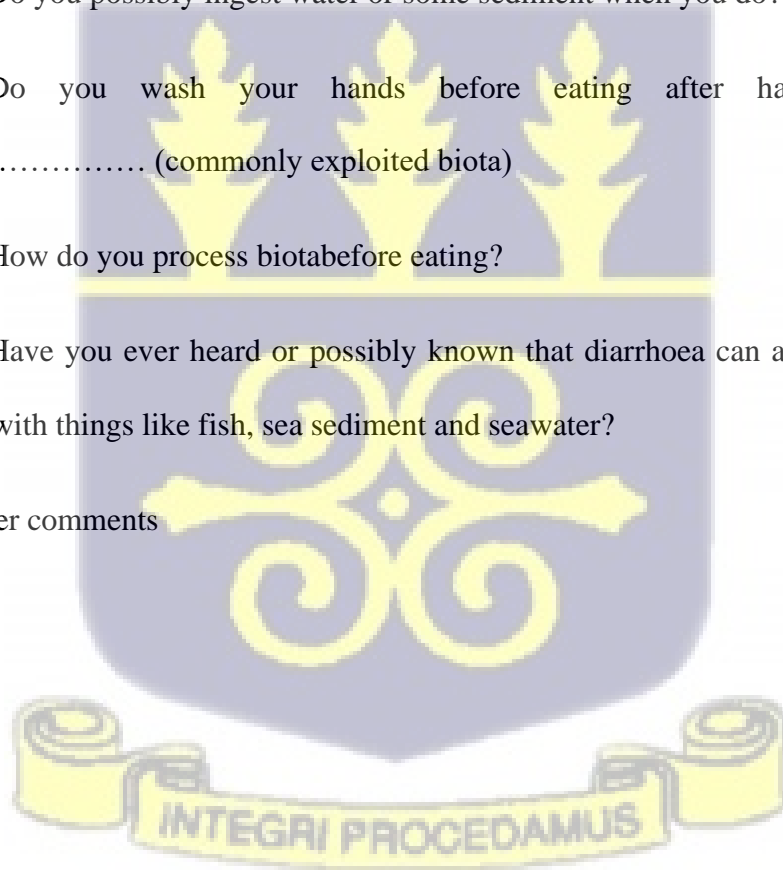 Do you possibly ingest water or some sediment when you do?
Do you wash your hands before eating after ha
.............. (commonly exploited biota)
How do you process biotabefore eating?
Have you ever heard or possibly known that diarrhoea can a
with things like fish, sea sediment and seawater?
er comments
INTEGRI PROCEDAMUS